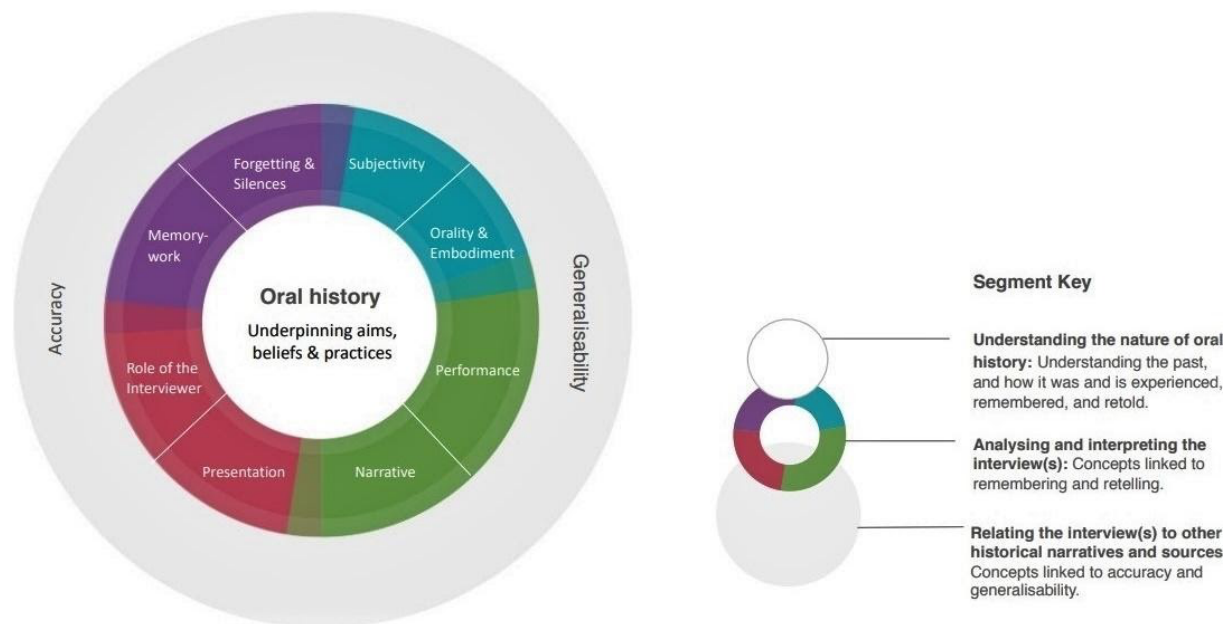 Accuracy
Forgetting &
Silences
Subjectivity
Memory-
work
Orality &
Embodiment
Oral history
Underpinning aims,
beliefs & practices
Role of the
Interviewer
Performance
Presentation
Narrative
Generalisability
Segment Key
Understanding the nature of oral
history: Understanding the past,
and how it was and is experienced,
remembered, and retold.
Analysing and interpreting the
interview(s): Concepts linked to
remembering and retelling.
Relating the interview(s) to other
historical narratives and sources
Concepts linked to accuracy and
generalisability.